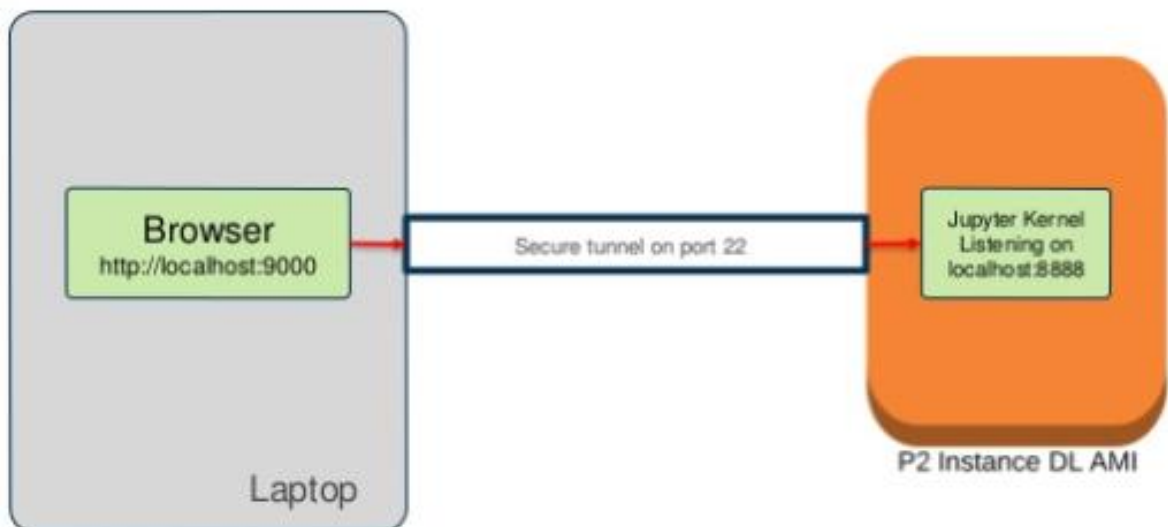 Browser
http://localhost:9000
Secure tunnel on port 22
Jupyter Kernel
Listening on
localhost:8888
P2 Instance DL AMI
Laptop